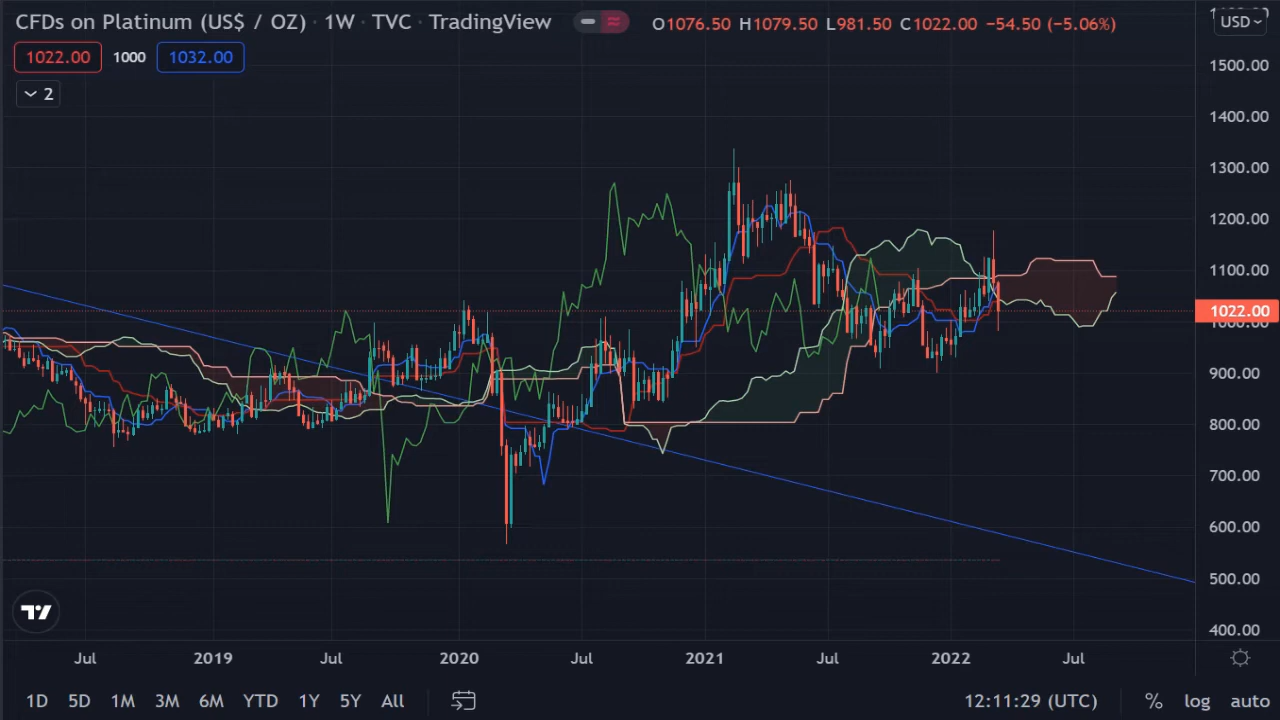 CFDs on Platinum (US$ / OZ) · 1W · TVC · TradingView O1076.50 H1079.50 L981.50 C1022.00 −54.50 (−5.06%)
USD
1022.00 1000 1032.00
2
1500.00
1400.00
1300.00
1200.00
1100.00
1022.00
1000.00
900.00
800.00
700.00
600.00
500.00
400.00
Jul 2019 Jul 2020 Jul 2021 Jul 2022 Jul
1D 5D 1M 3M 6M YTD 1Y 5Y All 12:11:29 (UTC) % log auto